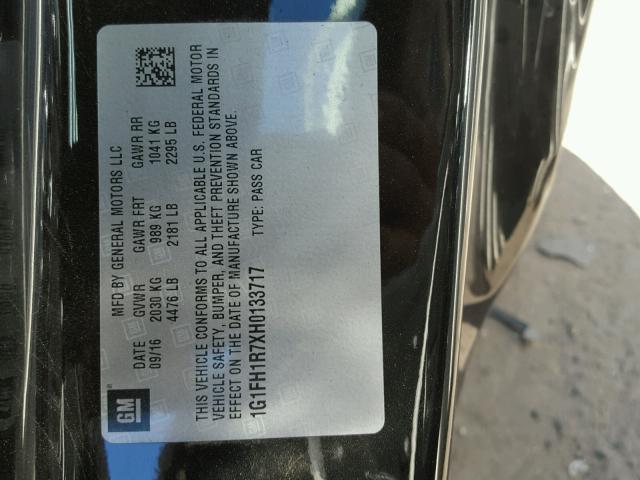 GM
MFD BY GENERAL MOTORS LLC
DATE GVWR GAWR FRT GAWR RR
09/16 2030 KG 989 KG 1041 KG
4476 LB 2181 LB 2295 LB
THIS VEHICLE CONFORMS TO ALL APPLICABLE U.S. FEDERAL MOTOR
VEHICLE SAFETY, BUMPER, AND THEFT PREVENTION STANDARDS IN
EFFECT ON THE DATE OF MANUFACTURE SHOWN ABOVE.
1G1FH1R7XH0133717 TYPE: PASS CAR